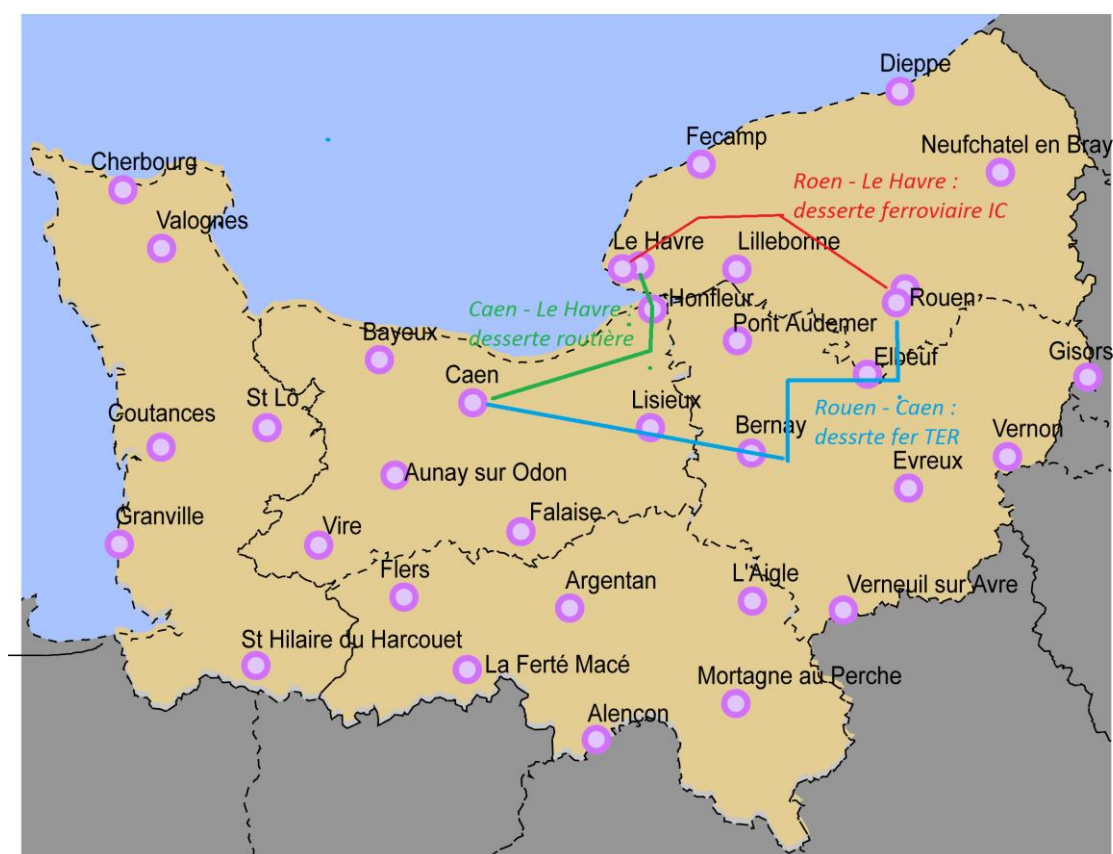 Dieppe
Fecamp
Neufchatel en Bray
Cherbourg
Roen - Le Havre :
desserte ferroviaire IC
Valognes
Le Havre
Lillebonne
Honfleur
Rouen
Caen - Le Havre :
desserte routière
Bayeux
Pont Audemer
Elbeuf
Gisors
Caen
St Lô
Coutances
Lisieux
Rouen - Caen :
dessrte fer TER
Bernay
Vernon
Evreux
Aunay sur Odon
Granville
Vire
Falaise
Flers
Argentan
L'Aigle
Verneuil sur Avre
St Hilaire du Harcouet
La Ferté Macé
Mortagne au Perche
Alençon